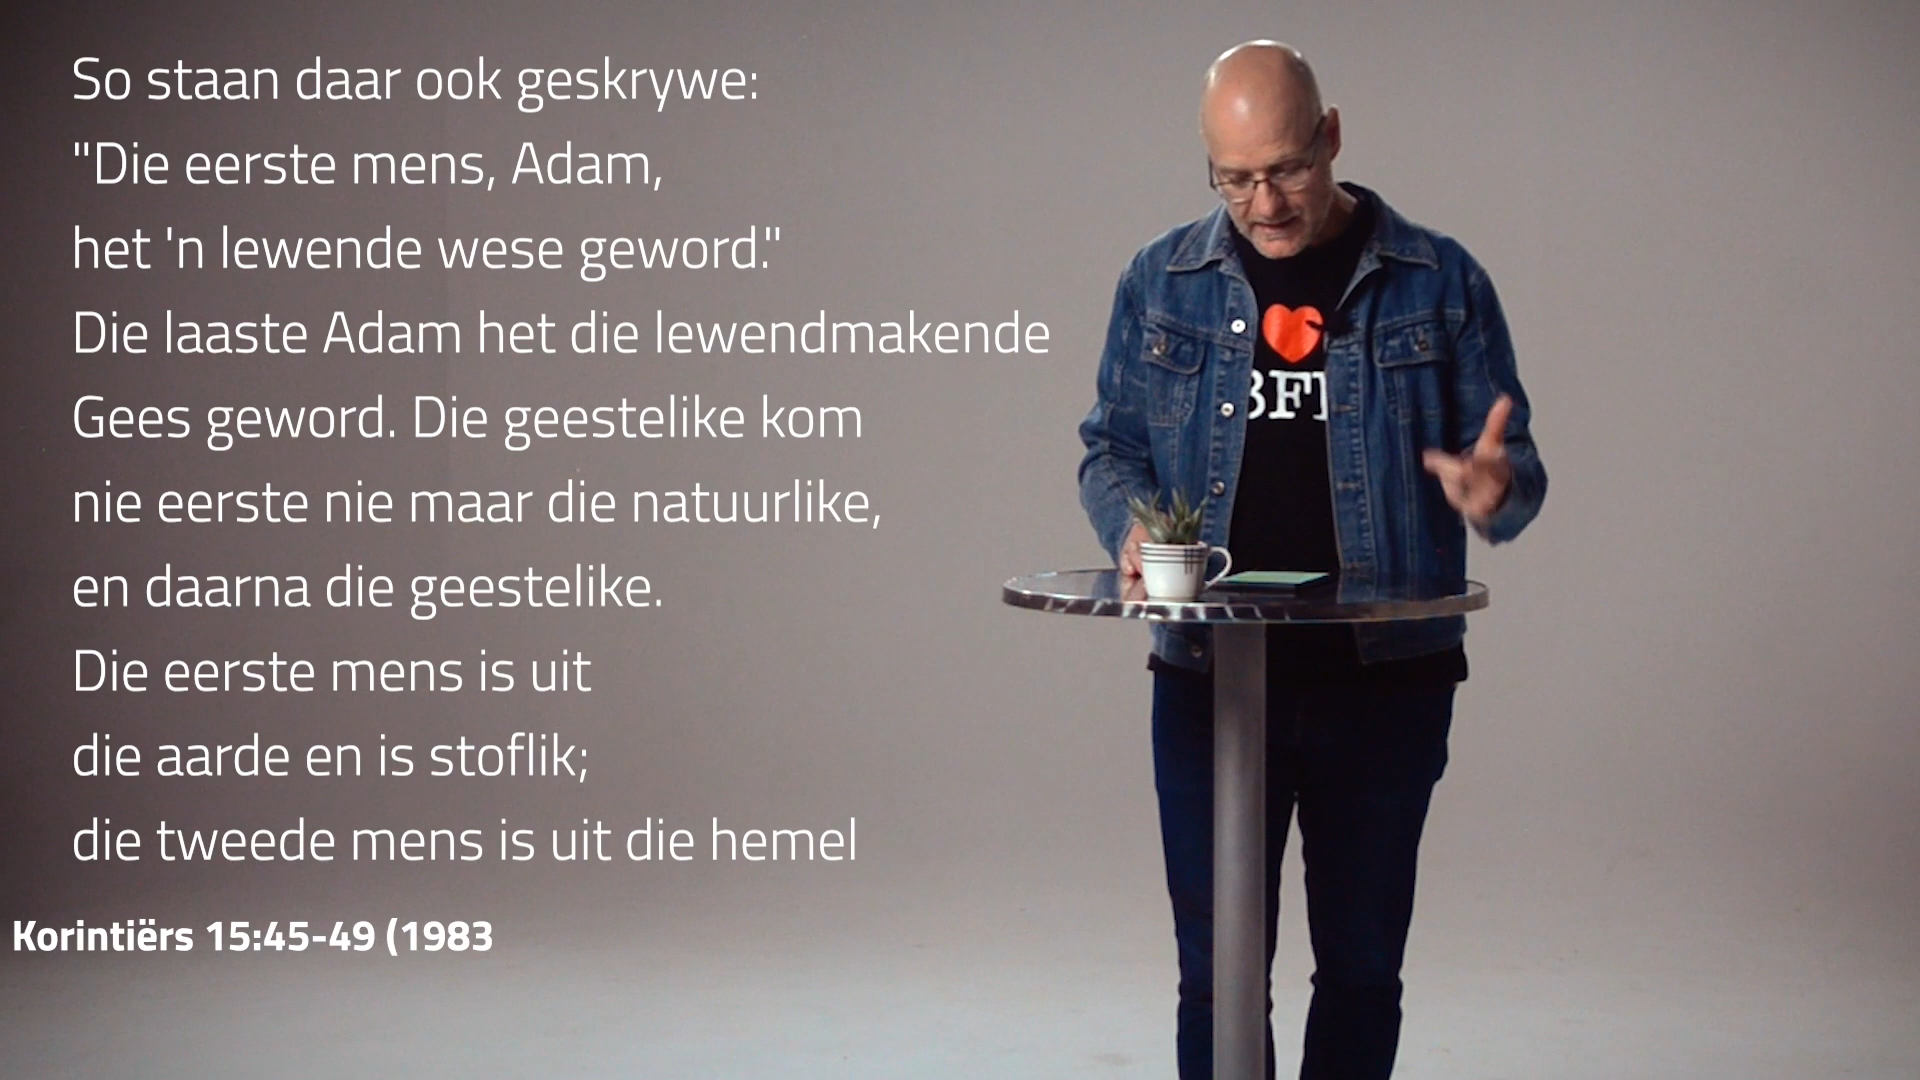 So staan daar ook geskrywe:
"Die eerste mens, Adam,
het 'n lewende wese geword."
Die laaste Adam het die lewendmakende
Gees geword. Die geestelike kom
nie eerste nie maar die natuurlike,
en daarna die geestelike.
Die eerste mens is uit
die aarde en is stoflik;
die tweede mens is uit die hemel
Korintiërs 15:45-49 (1983